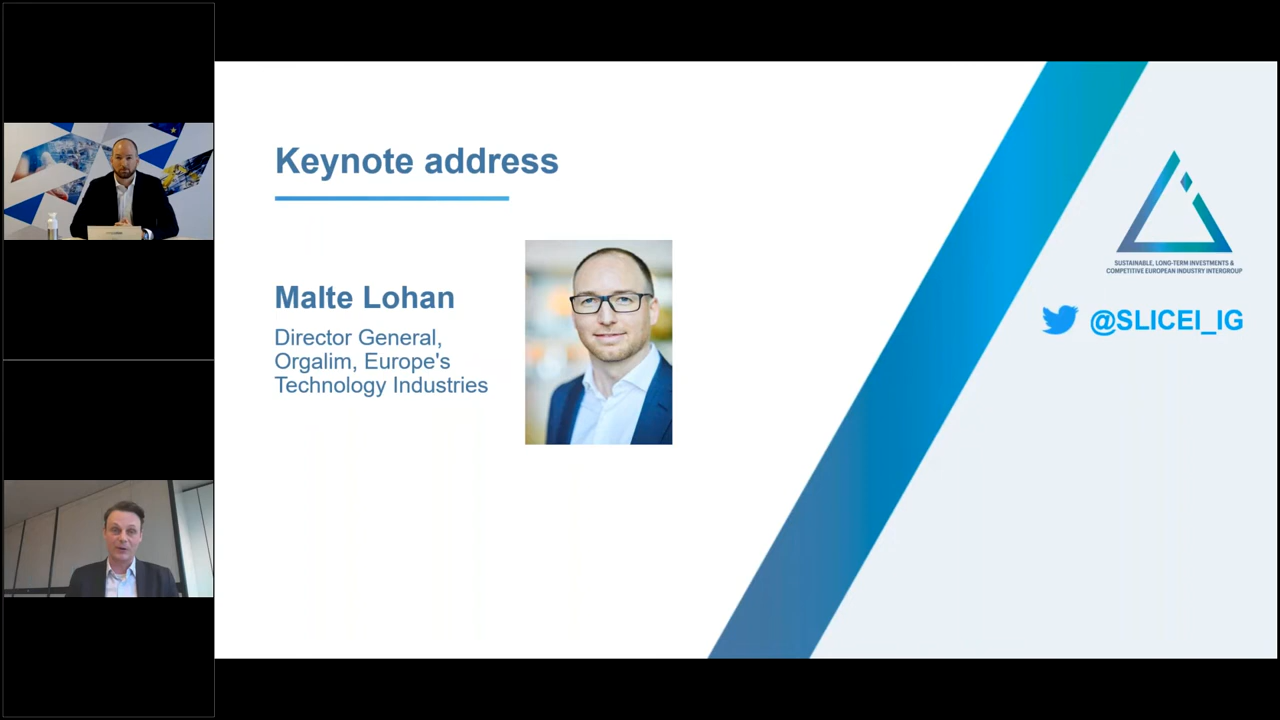 Keynote address
Malte Lohan
Director General,
Orgalim, Europe's
Technology Industries
SUSTAINABLE, LONG-TERM INVESTMENTS &
COMPETITIVE EUROPEAN INDUSTRY INTERGROUP
@SLICEI_IG